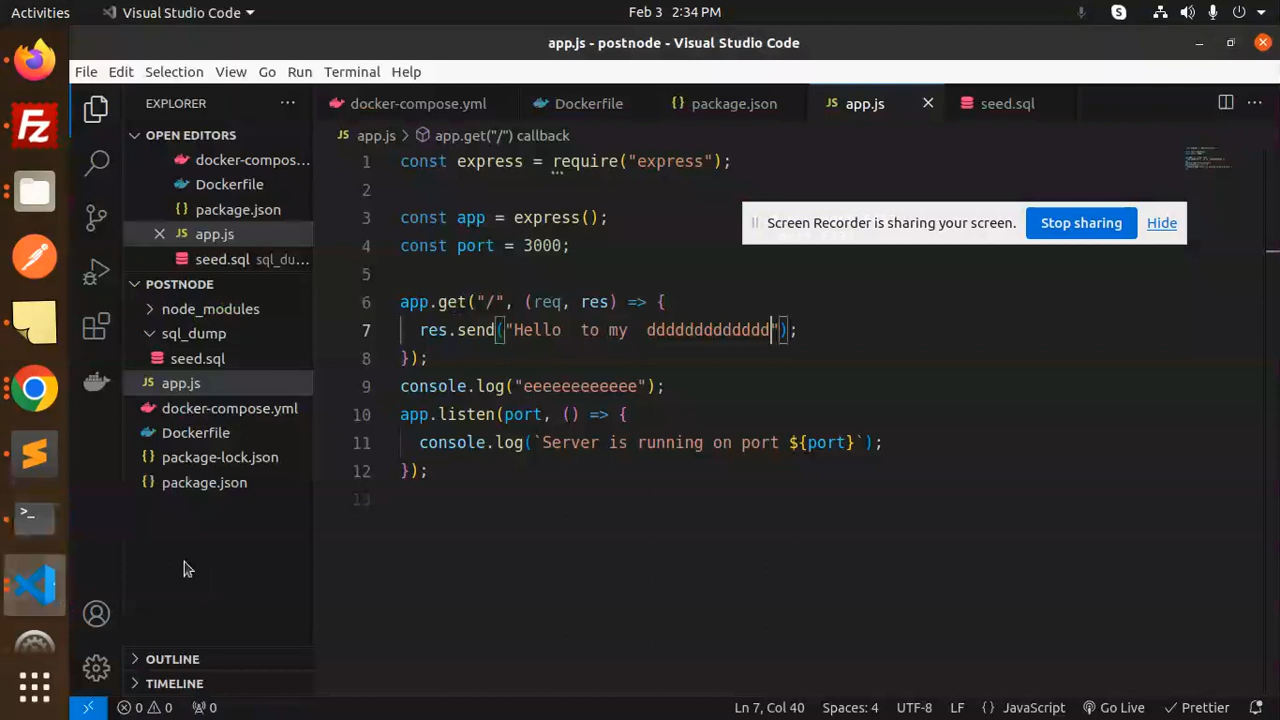 Activities
Visual Studio Code
Feb 3 2:34 PM
app.js - postnode - Visual Studio Code
File Edit Selection View Go Run Terminal Help
EXPLORER
docker-compose.yml
Dockerfile
package.json
JS app.js
seed.sql
OPEN EDITORS
docker-compos...
Dockerfile
{} package.json
JS app.js
seed.sql sql_du...
POSTNODE
node_modules
sql_dump
seed.sql
JS app.js
docker-compose.yml
Dockerfile
{} package-lock.json
{} package.json
OUTLINE
TIMELINE
JS app.js > app.get("/") callback
1 const express = require("express");
2
3 const app = express();
4 const port = 3000;
5
6 app.get("/", (req, res) => {
7 res.send("Hello  to my  ddddddddddddd");
8 });
9 console.log("eeeeeeeeeeee");
10 app.listen(port, () => {
11 console.log(`Server is running on port ${port}`);
12 });
13
Screen Recorder is sharing your screen. Stop sharing Hide
0 0 0 Ln 7, Col 40 Spaces: 4 UTF-8 LF {} JavaScript Go Live Prettier